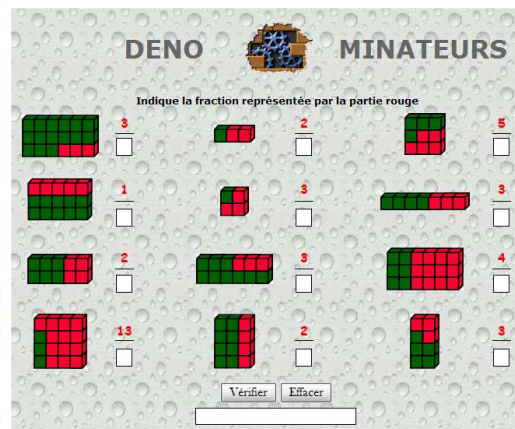 DENO MINATEURS
Indique la fraction représentée par la partie rouge
3 2 5
1 3 3
2 3 4
13 2 3
Vérifier Effacer